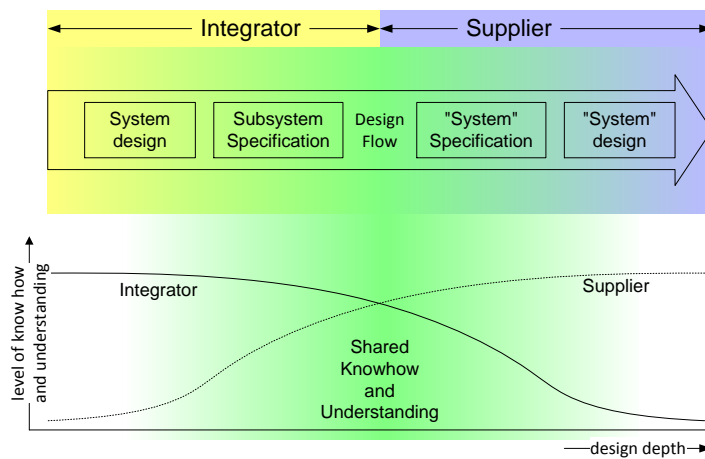 Integrator
Supplier
System
design
Subsystem
Specification
Design
Flow
"System"
Specification
"System"
design
level of know how
and understanding
Integrator
Supplier
Shared
Knowhow
and
Understanding
design depth